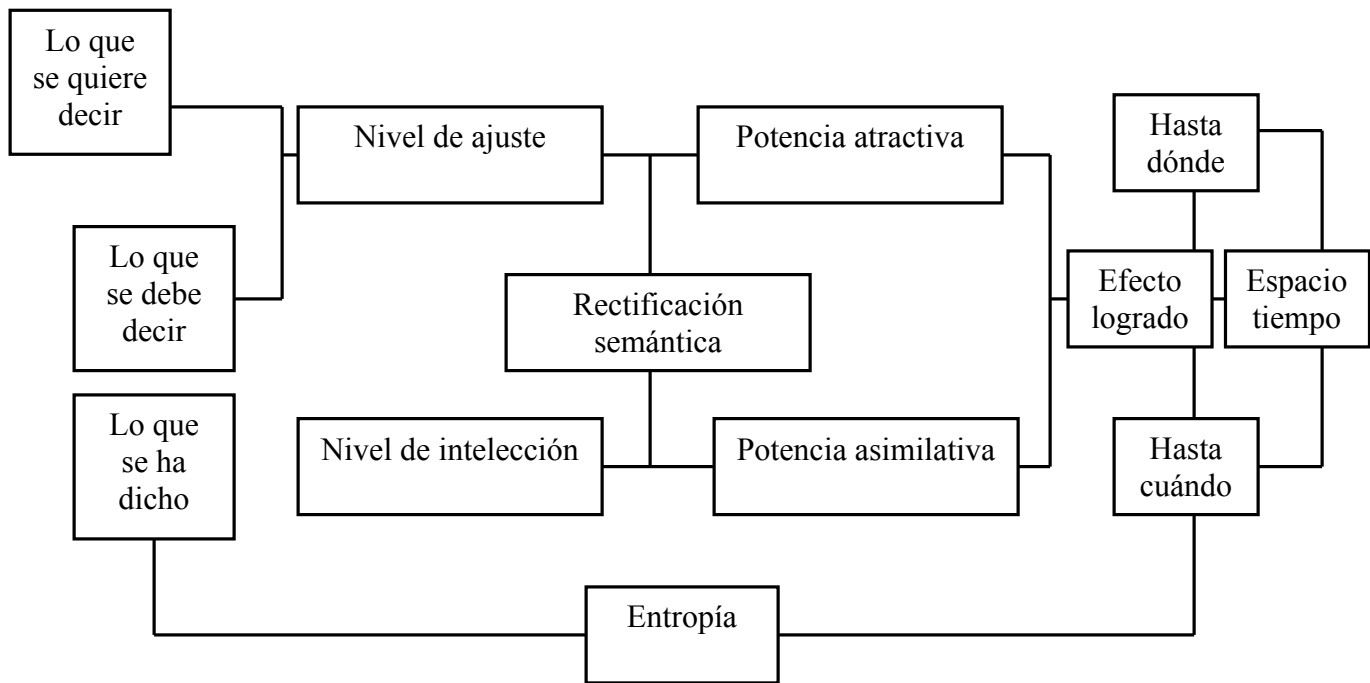 Lo que
se quiere
decir
Nivel de ajuste
Potencia atractiva
Hasta
dónde
Lo que
se debe
decir
Rectificación
semántica
Efecto
logrado
Espacio
tiempo
Lo que
se ha
dicho
Nivel de intelección
Potencia asimilativa
Hasta
cuándo
Entropía